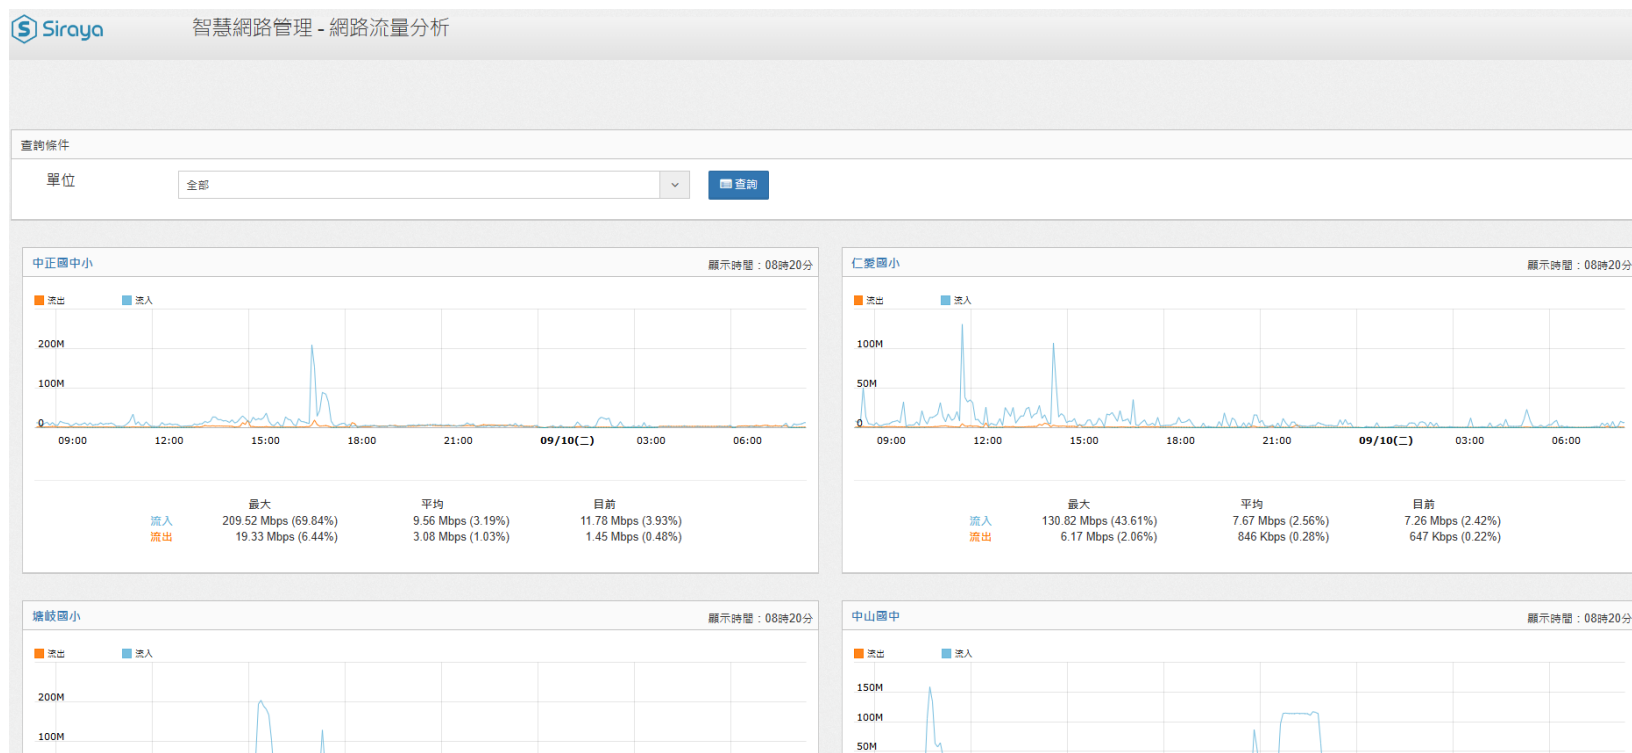 Siraya
智慧網路管理 - 網路流量分析
查詢條件
單位
全部
查詢
中正國中小
顯示時間：08時20分
流出 流入
200M
100M
0
09:00 12:00 15:00 18:00 21:00 09/10(二) 03:00 06:00
最大 平均 目前
流入 209.52 Mbps (69.84%) 9.56 Mbps (3.19%) 11.78 Mbps (3.93%)
流出 19.33 Mbps (6.44%) 3.08 Mbps (1.03%) 1.45 Mbps (0.48%)
仁愛國小
顯示時間：08時20分
流出 流入
100M
50M
0
09:00 12:00 15:00 18:00 21:00 09/10(二) 03:00 06:00
最大 平均 目前
流入 130.82 Mbps (43.61%) 7.67 Mbps (2.56%) 7.26 Mbps (2.42%)
流出 6.17 Mbps (2.06%) 846 Kbps (0.28%) 647 Kbps (0.22%)
塘岐國小
顯示時間：08時20分
流出 流入
200M
100M
中山國中
顯示時間：08時20分
流出 流入
150M
100M
50M